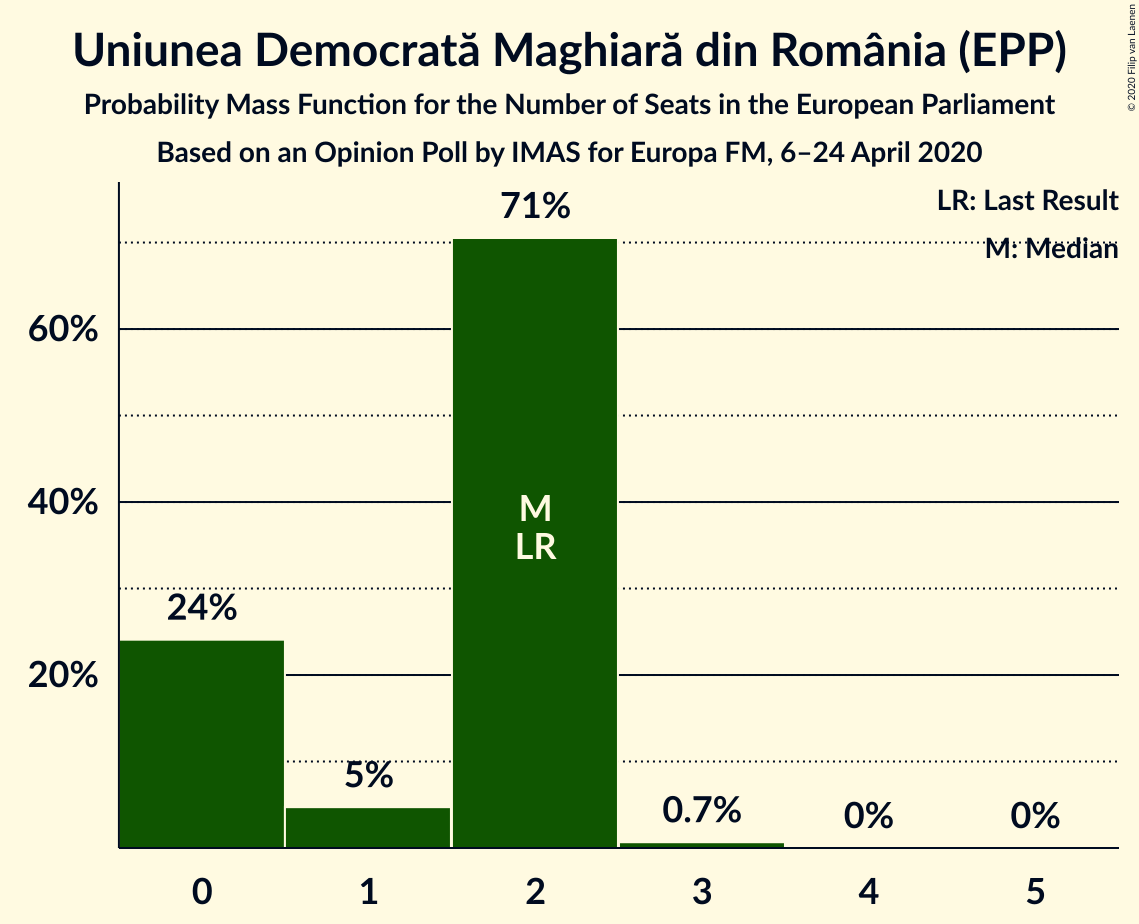 Uniunea Democrată Maghiară din România (EPP)
Probability Mass Function for the Number of Seats in the European Parliament
Based on an Opinion Poll by IMAS for Europa FM, 6–24 April 2020
© 2020 Filip van Laenen
LR: Last Result
M: Median
71%
60%
40%
M
LR
24%
20%
5%
0.7%
0%
0%
0
1
2
3
4
5